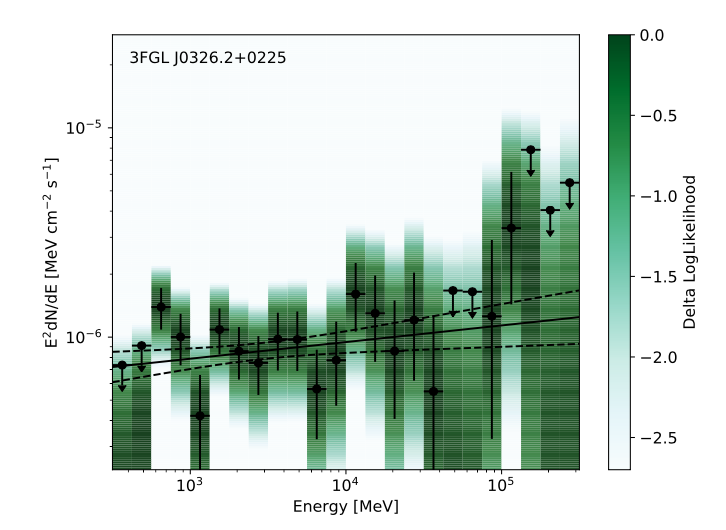 3FGL J0326.2+0225
10⁻⁵
10⁻⁶
E²dN/dE [MeV cm⁻² s⁻¹]
10³
10⁴
10⁵
Energy [MeV]
0.0
−0.5
−1.0
−1.5
−2.0
−2.5
Delta LogLikelihood